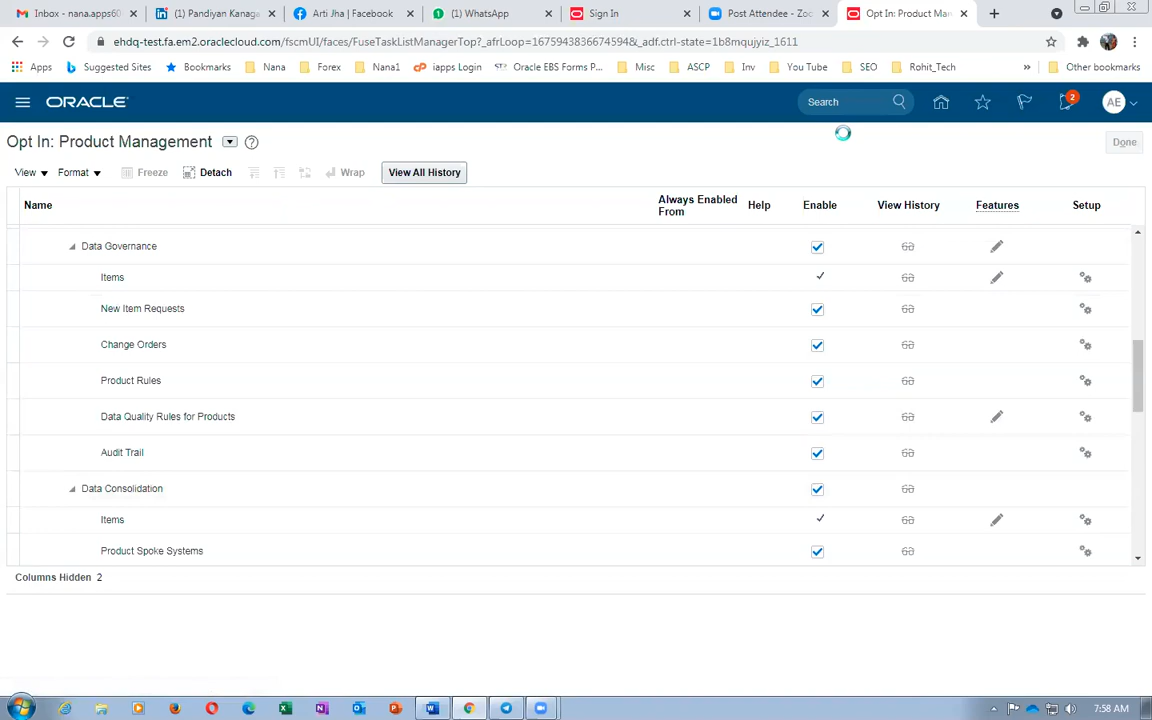 Inbox - nana.apps60
(1) Pandiyan Kanaga
Arti Jha | Facebook
(1) WhatsApp
Sign In
Post Attendee - Zoo
Opt In: Product Man
ehdq-test.fa.em2.oraclecloud.com/fscmUI/faces/FuseTaskListManagerTop?_afrLoop=1675943836674594&_adf.ctrl-state=1b8mqujyiz_1611
Apps Suggested Sites Bookmarks Nana Forex Nana1 iapps Login Oracle EBS Forms P... Misc ASCP Inv You Tube SEO Rohit_Tech » Other bookmarks
ORACLE Search 2 AE
Opt In: Product Management Done
View Format Freeze Detach Wrap View All History
Name Always Enabled From Help Enable View History Features Setup
Data Governance
Items
New Item Requests
Change Orders
Product Rules
Data Quality Rules for Products
Audit Trail
Data Consolidation
Items
Product Spoke Systems
Columns Hidden 2
7:58 AM